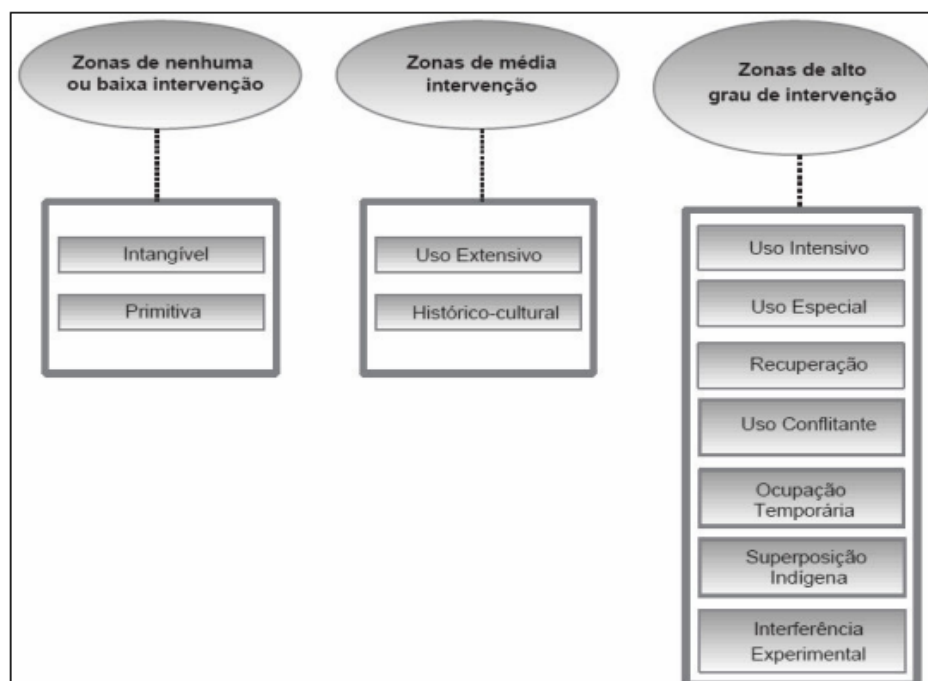 Zonas de nenhuma
ou baixa intervenção
Intangível
Primitiva
Zonas de média
intervenção
Uso Extensivo
Histórico-cultural
Zonas de alto
grau de intervenção
Uso Intensivo
Uso Especial
Recuperação
Uso Conflitante
Ocupação
Temporária
Superposição
Indígena
Interferência
Experimental